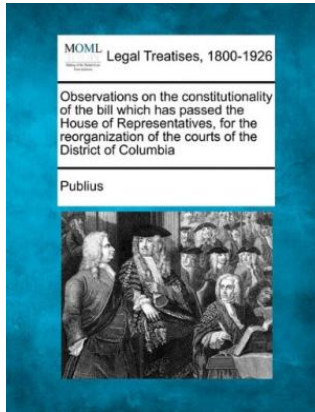 MOML Legal Treatises, 1800-1926
Observations on the constitutionality
of the bill which has passed the
House of Representatives, for the
reorganization of the courts of the
District of Columbia
Publius